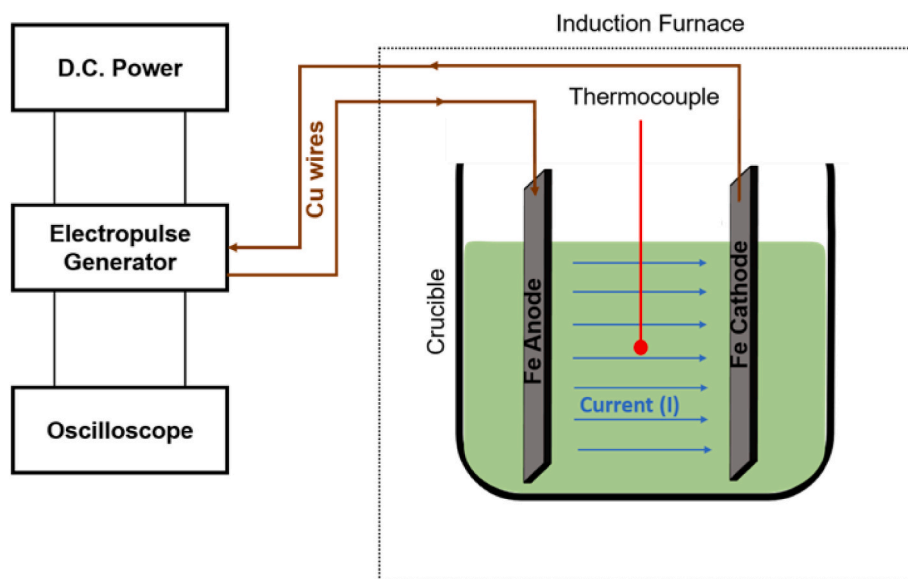 Induction Furnace
D.C. Power
Thermocouple
Cu wires
Electropulse
Generator
Crucible
Fe Anode
Fe Cathode
Current (I)
Oscilloscope